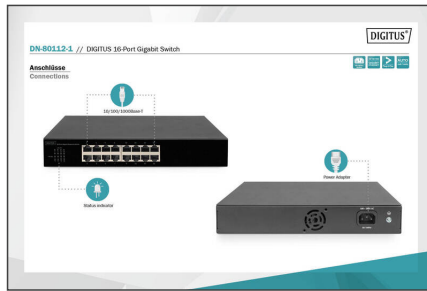 DIGITUS®
DN-80112-1 // DIGITUS 16-Port Gigabit Switch
Anschlüsse
Connections
10/100/1000Base-T
Status indicator
Power Adapter